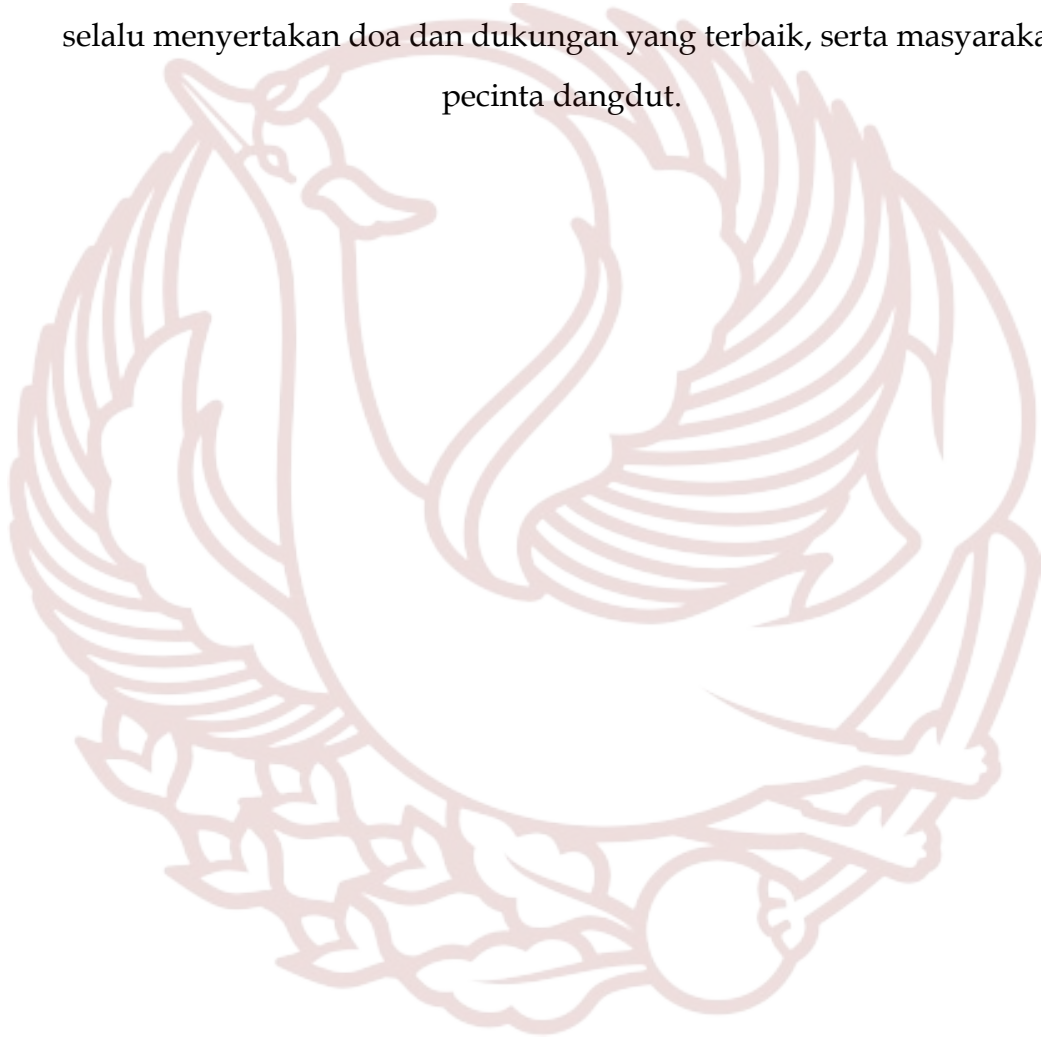 selalu menyertakan doa dan dukungan yang terbaik, serta masyaraka
pecinta dangdut.